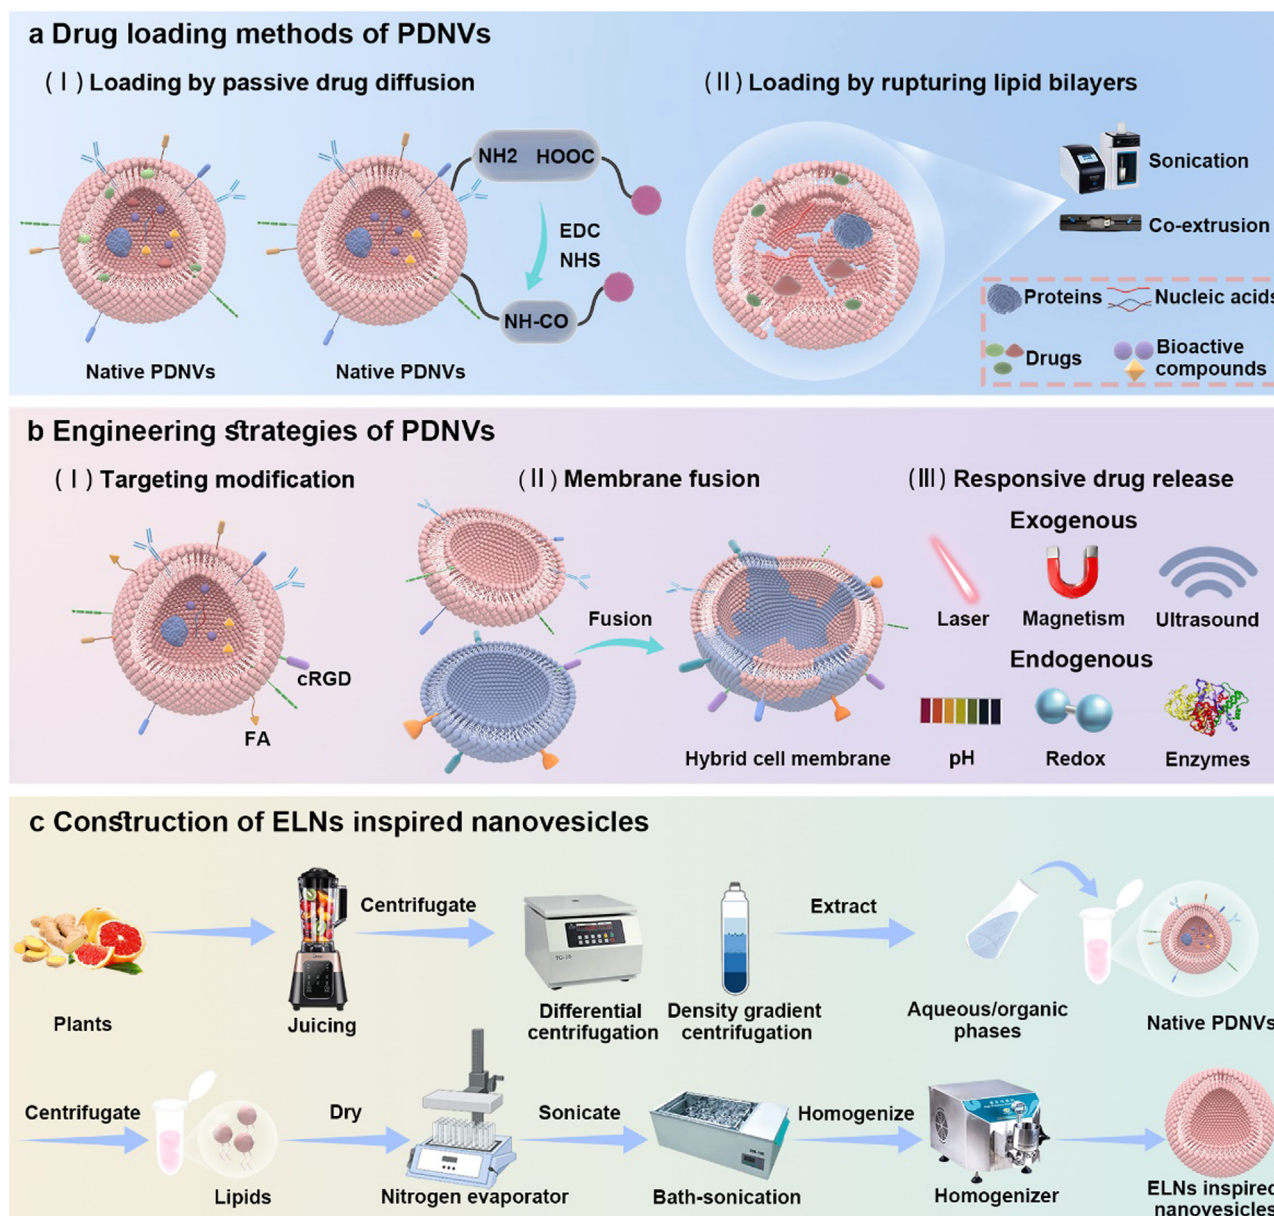 a Drug loading methods of PDNVs
(Ⅰ) Loading by passive drug diffusion
(Ⅱ) Loading by rupturing lipid bilayers
NH2 HOOC
EDC
NHS
NH-CO
Native PDNVs
Native PDNVs
Sonication
Co-extrusion
Proteins
Nucleic acids
Drugs
Bioactive
compounds
b Engineering strategies of PDNVs
(Ⅰ) Targeting modification
(Ⅱ) Membrane fusion
(Ⅲ) Responsive drug release
cRGD
FA
Fusion
Hybrid cell membrane
Exogenous
Laser
Magnetism
Ultrasound
Endogenous
pH
Redox
Enzymes
c Construction of ELNs inspired nanovesicles
Plants
Juicing
Centrifugate
TG-16
Differential
centrifugation
Density gradient
centrifugation
Extract
Aqueous/organic
phases
Native PDNVs
Centrifugate
Lipids
Dry
Nitrogen evaporator
Sonicate
Bath-sonication
Homogenize
Homogenizer
ELNs inspired
nanovesicles